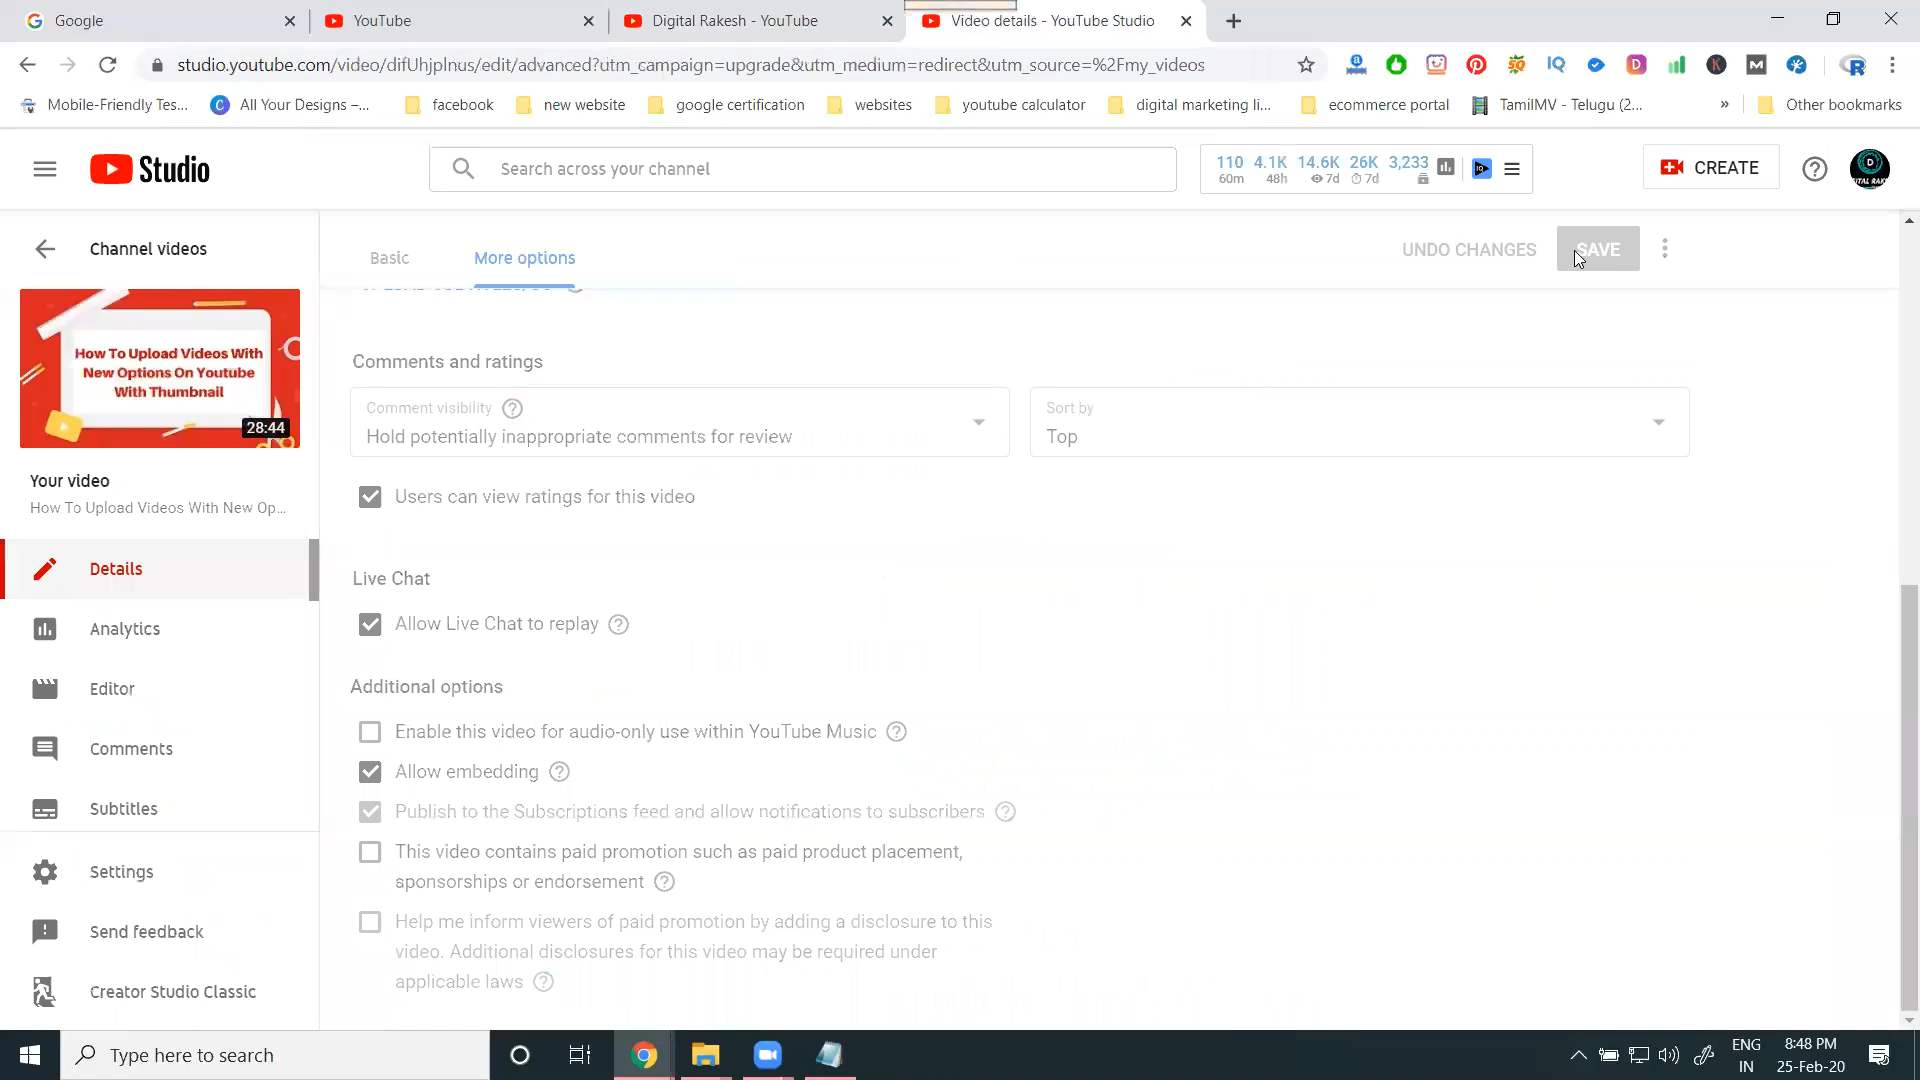 Google
YouTube
Digital Rakesh - YouTube
Video details - YouTube Studio
studio.youtube.com/video/difUhjplnus/edit/advanced?utm_campaign=upgrade&utm_medium=redirect&utm_source=%2Fmy_videos
Mobile-Friendly Tes...
All Your Designs –...
facebook
new website
google certification
websites
youtube calculator
digital marketing li...
ecommerce portal
TamilMV - Telugu (2...
»
Other bookmarks
Studio
Search across your channel
110 4.1K 14.6K 26K 3,233
60m 48h 7d 7d
CREATE
Channel videos
Basic
More options
UNDO CHANGES
SAVE
How To Upload Videos With
New Options On Youtube
With Thumbnail
28:44
Your video
How To Upload Videos With New Op...
Details
Analytics
Editor
Comments
Subtitles
Settings
Send feedback
Creator Studio Classic
Comments and ratings
Comment visibility
Hold potentially inappropriate comments for review
Sort by
Top
Users can view ratings for this video
Live Chat
Allow Live Chat to replay
Additional options
Enable this video for audio-only use within YouTube Music
Allow embedding
Publish to the Subscriptions feed and allow notifications to subscribers
This video contains paid promotion such as paid product placement,
sponsorships or endorsement
Help me inform viewers of paid promotion by adding a disclosure to this
video. Additional disclosures for this video may be required under
applicable laws
Type here to search
ENG
IN
8:48 PM
25-Feb-20